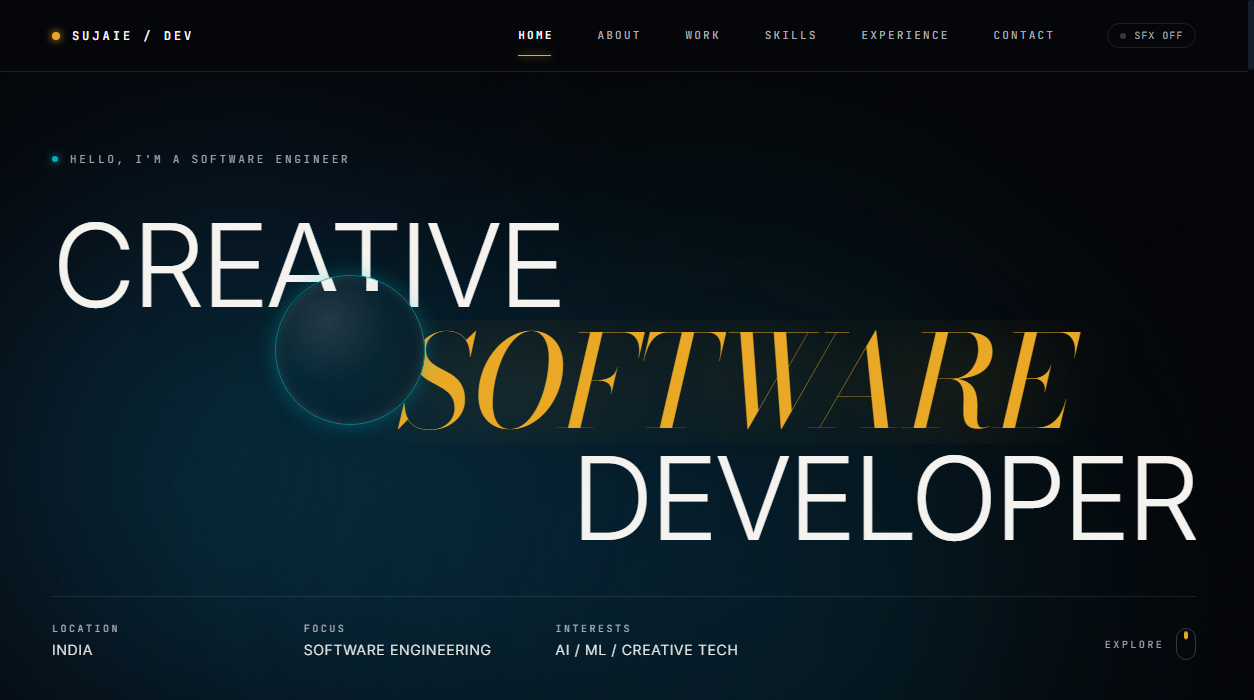 SUJAIE / DEV
HOME ABOUT WORK SKILLS EXPERIENCE CONTACT SFX OFF
HELLO, I'M A SOFTWARE ENGINEER
CREATIVE
SOFTWARE
DEVELOPER
LOCATION FOCUS INTERESTS
INDIA SOFTWARE ENGINEERING AI / ML / CREATIVE TECH
EXPLORE